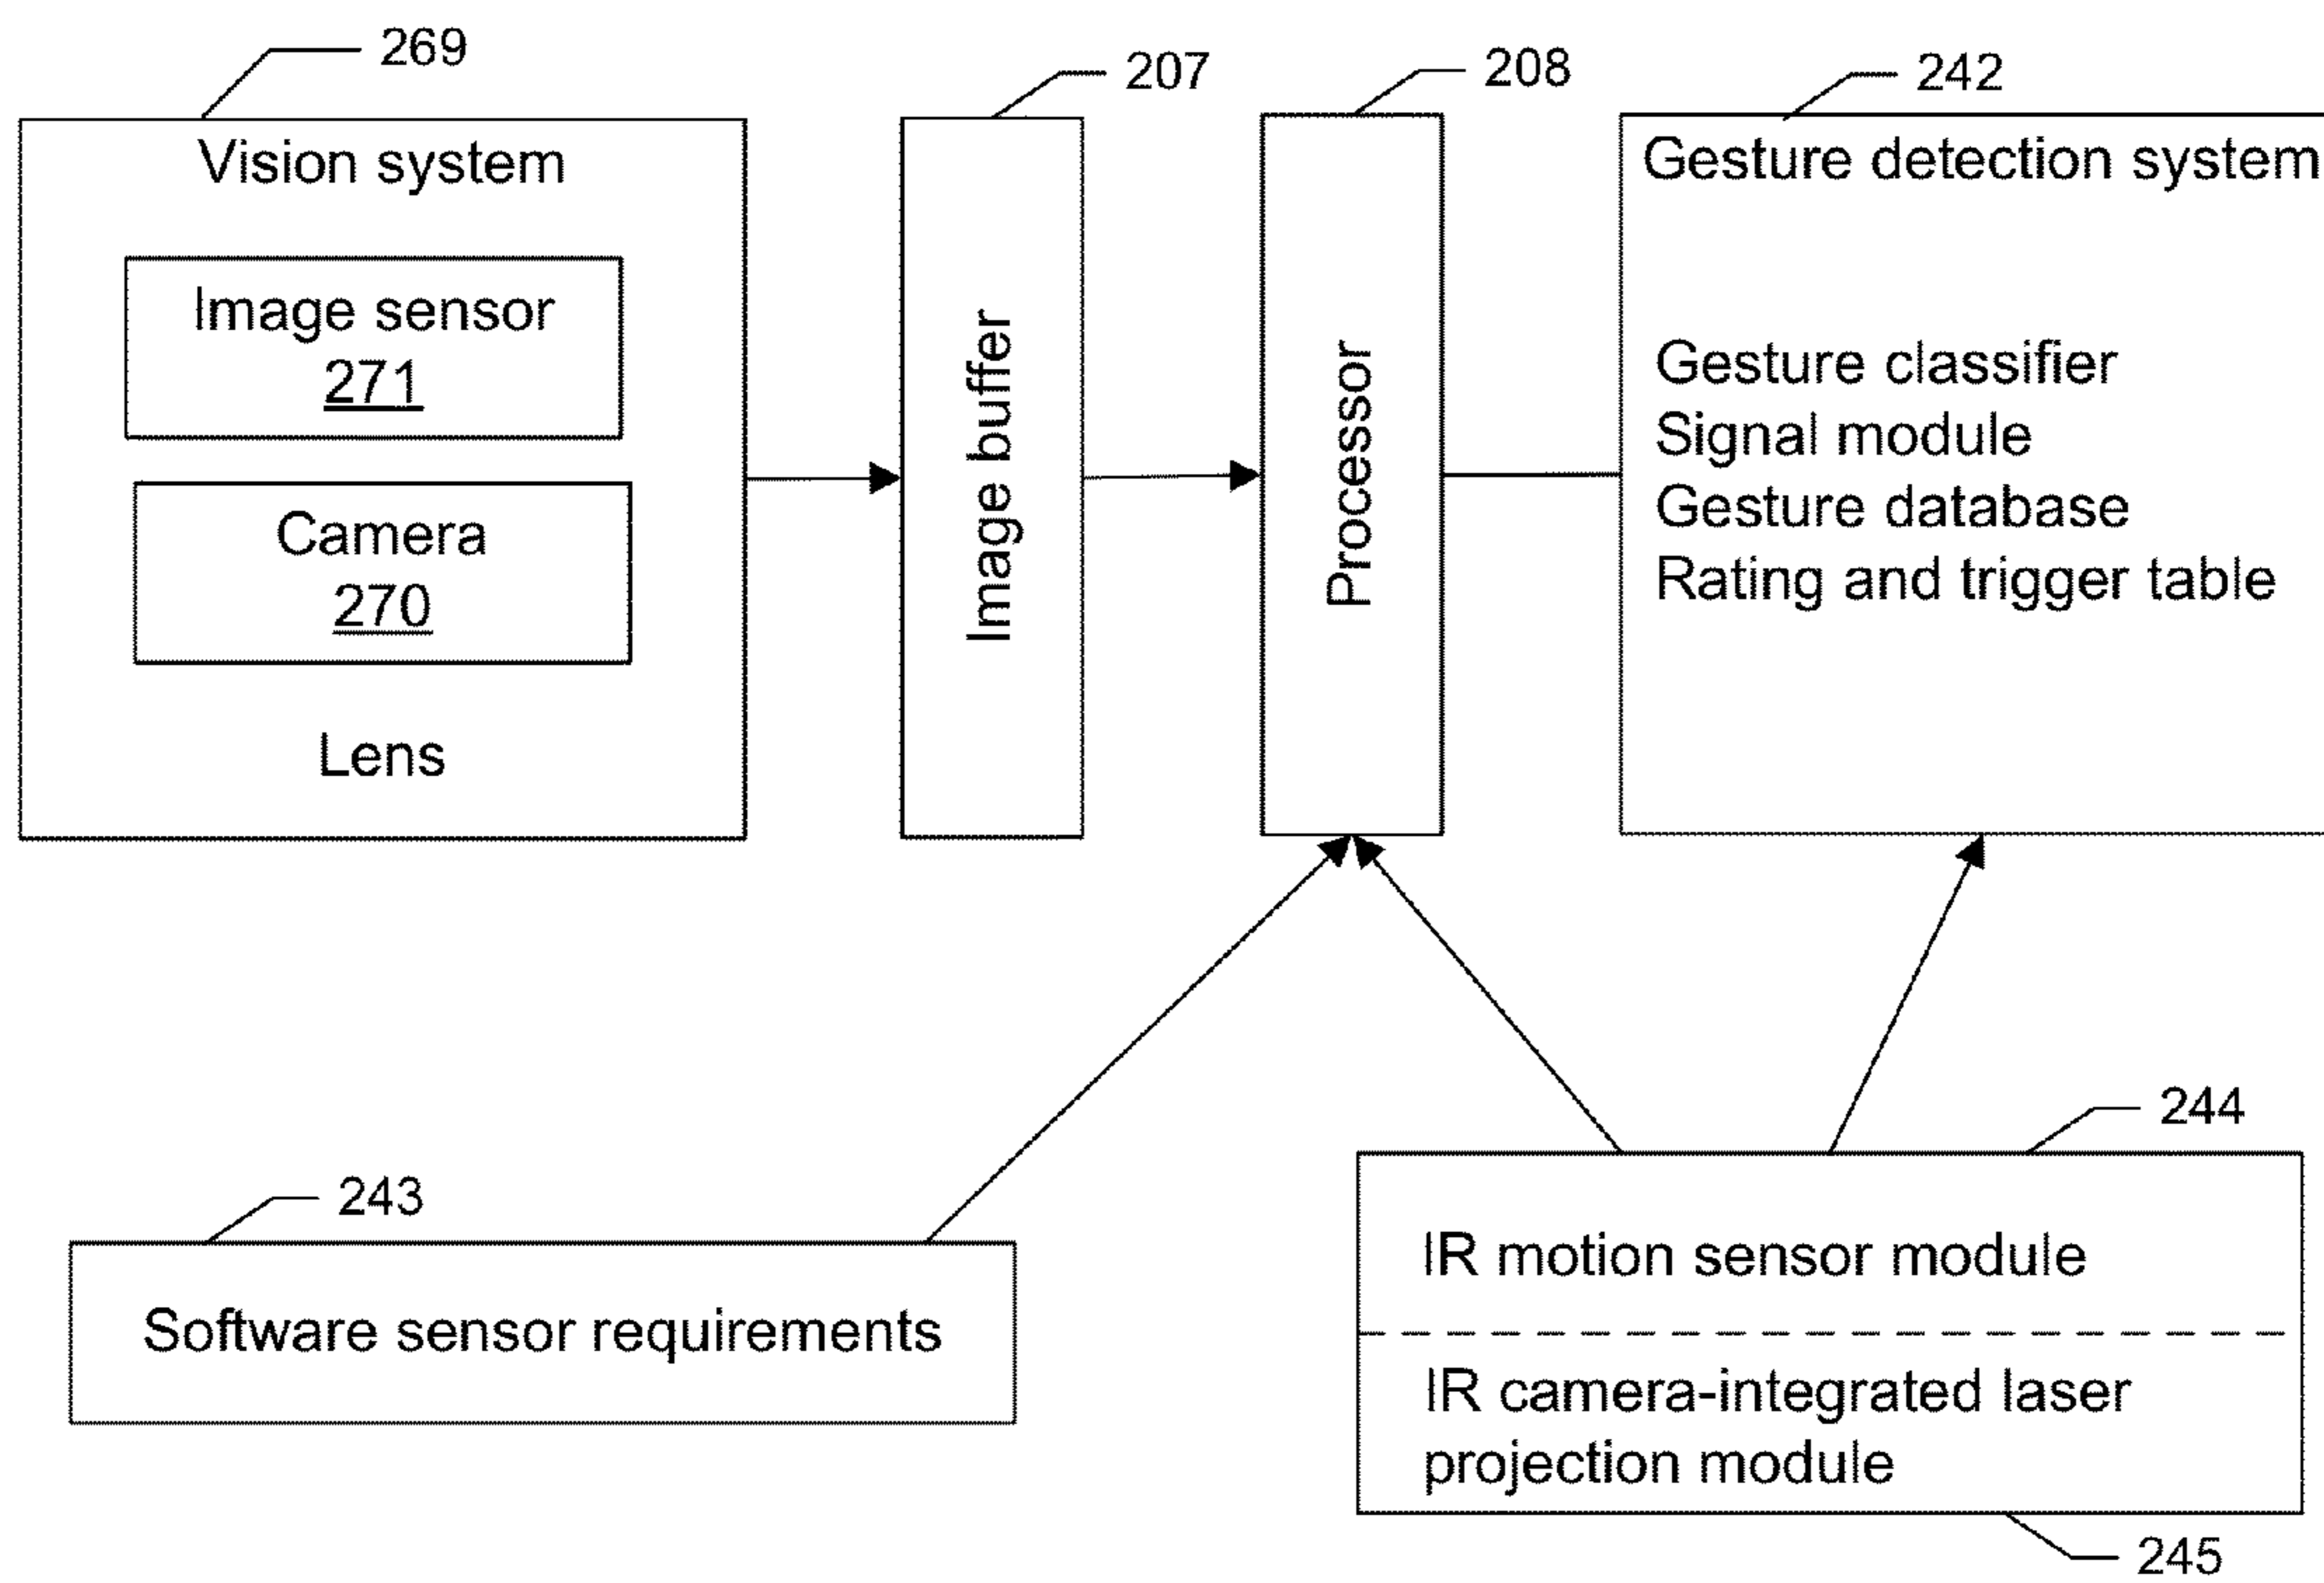 269
207
208
242
Vision system
Image sensor
271
Camera
270
Lens
Image buffer
Processor
Gesture detection system
Gesture classifier
Signal module
Gesture database
Rating and trigger table
243
Software sensor requirements
244
IR motion sensor module
IR camera-integrated laser
projection module
245